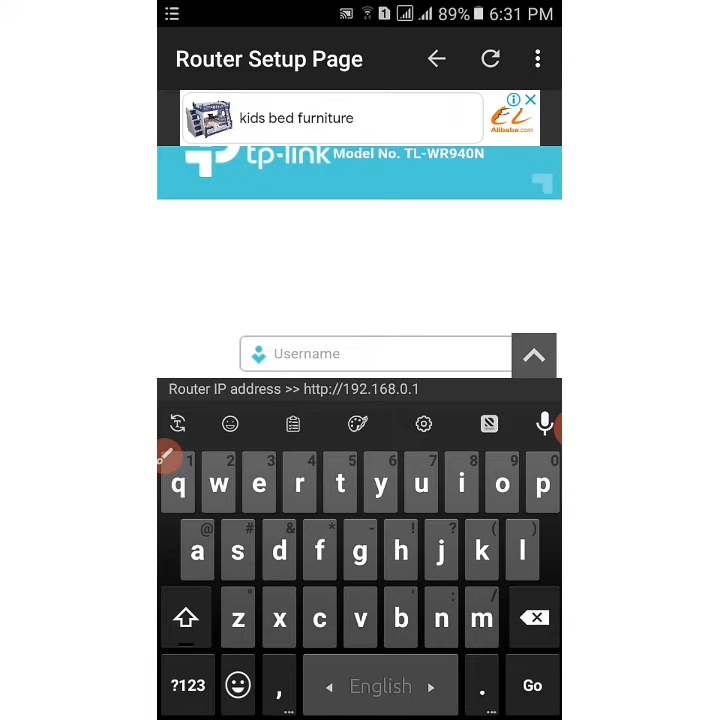 89% 6:31 PM
Router Setup Page
kids bed furniture
EL
Alibaba.com
tp-link Model No. TL-WR940N
Username
Router IP address >> http://192.168.0.1
1 2 3 4 5 6 7 8 9 0
q w e r t y u i o p
@ # & * - ! ? ( )
a s d f g h j k l
" ' : ; /
z x c v b n m
?123 , English . Go